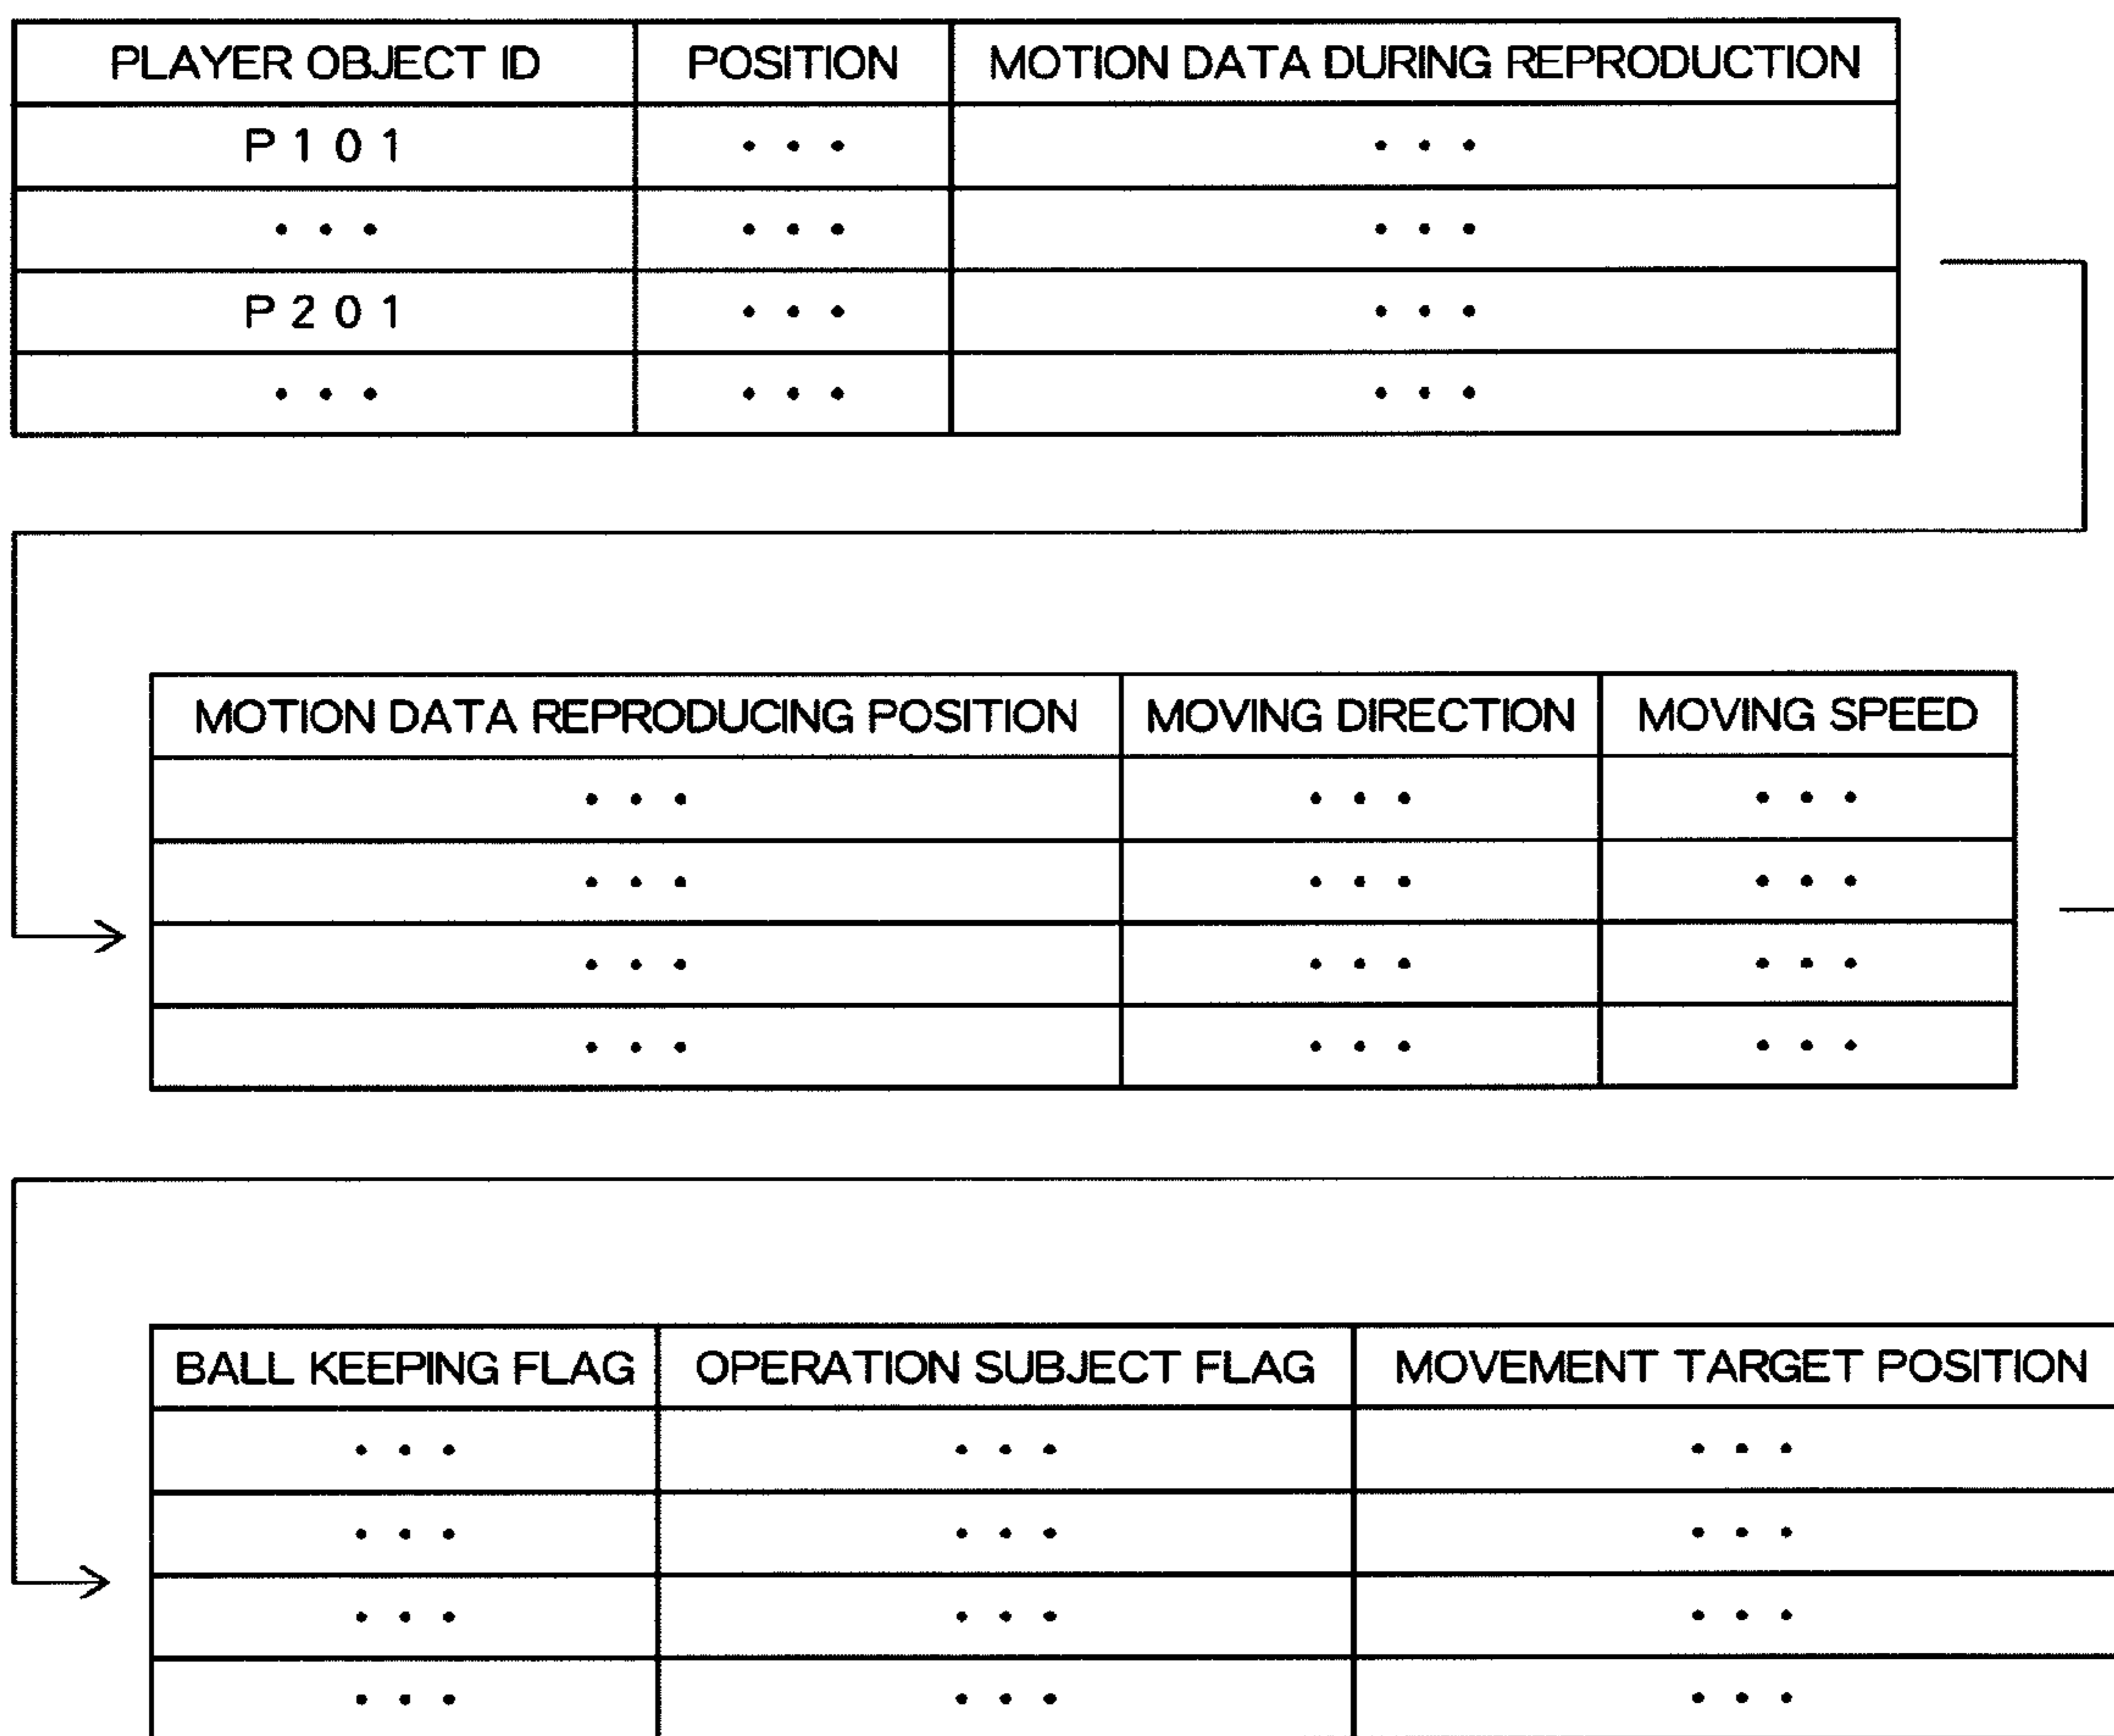 PLAYER OBJECT ID POSITION MOTION DATA DURING REPRODUCTION
P101 ・・・ ・・・
・・・ ・・・ ・・・
P201 ・・・ ・・・
・・・ ・・・ ・・・
MOTION DATA REPRODUCING POSITION MOVING DIRECTION MOVING SPEED
・・・ ・・・ ・・・
・・・ ・・・ ・・・
・・・ ・・・ ・・・
・・・ ・・・ ・・・
BALL KEEPING FLAG OPERATION SUBJECT FLAG MOVEMENT TARGET POSITION
・・・ ・・・ ・・・
・・・ ・・・ ・・・
・・・ ・・・ ・・・
・・・ ・・・ ・・・